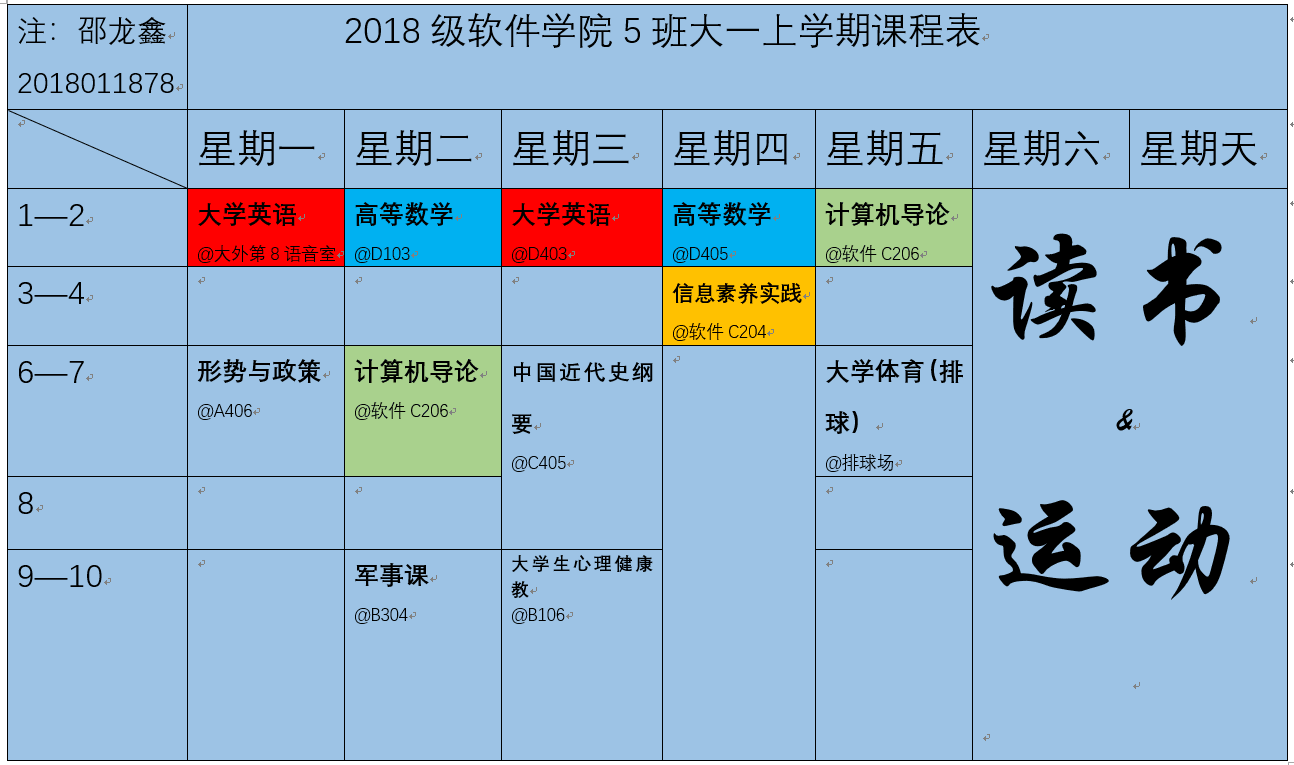 注：邵龙鑫
2018011878
2018 级软件学院 5 班大一上学期课程表
星期一 星期二 星期三 星期四 星期五 星期六 星期天
1—2
大学英语
@大外第 8 语音室
高等数学
@D103
大学英语
@D403
高等数学
@D405
计算机导论
@软件 C206
3—4
信息素养实践
@软件 C204
6—7
形势与政策
@A406
计算机导论
@软件 C206
中国近代史纲
要
@C405
大学体育（排
球）
@排球场
8
9—10
军事课
@B304
大学生心理健康
教
@B106
读书
&
运动